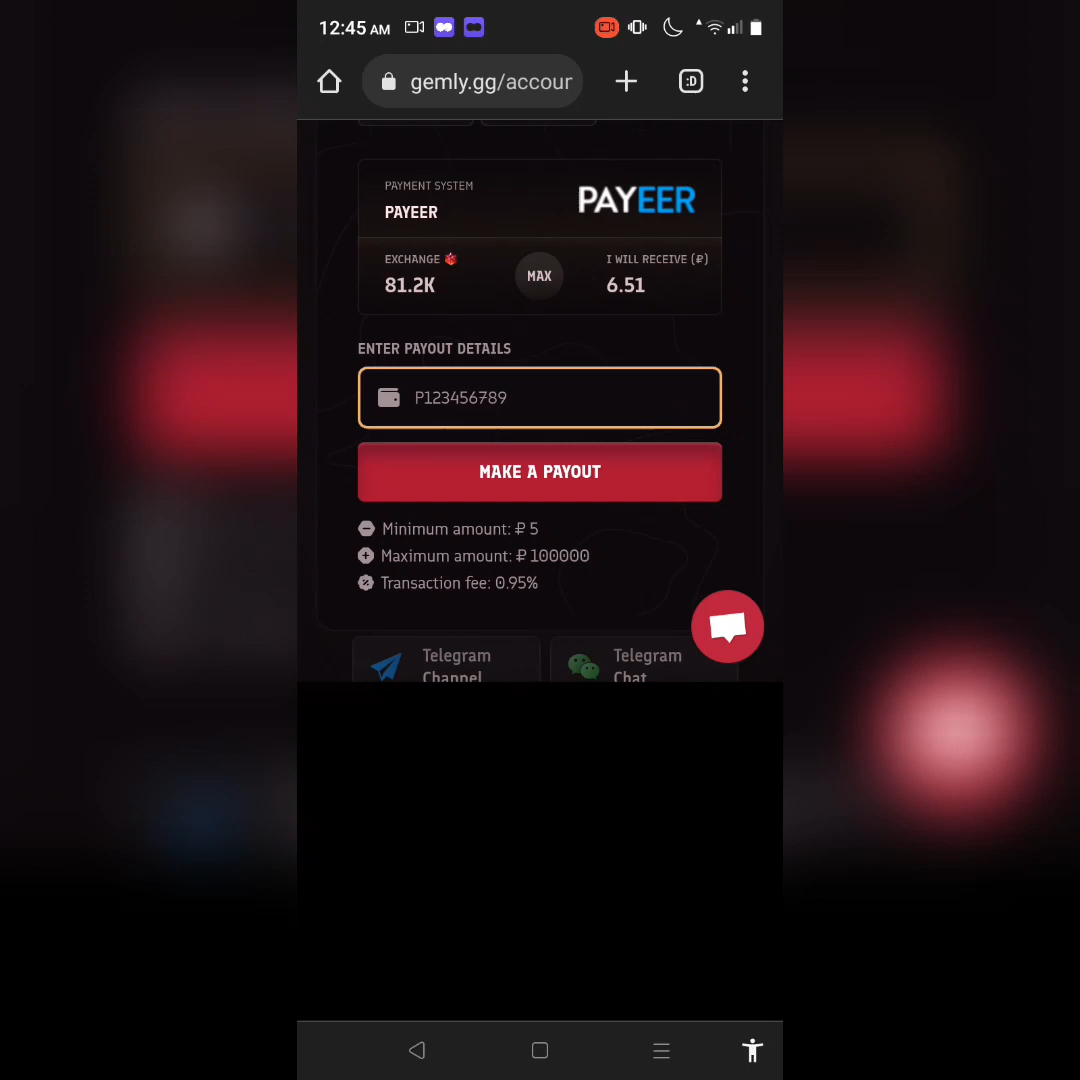 12:45 AM
gemly.gg/accour
:D
PAYMENT SYSTEM
PAYEER
PAYEER
EXCHANGE
I WILL RECEIVE (₽)
81.2K
MAX
6.51
ENTER PAYOUT DETAILS
P123456789
MAKE A PAYOUT
Minimum amount: ₽ 5
Maximum amount: ₽ 100000
Transaction fee: 0.95%
Telegram
Channel
Telegram
Chat